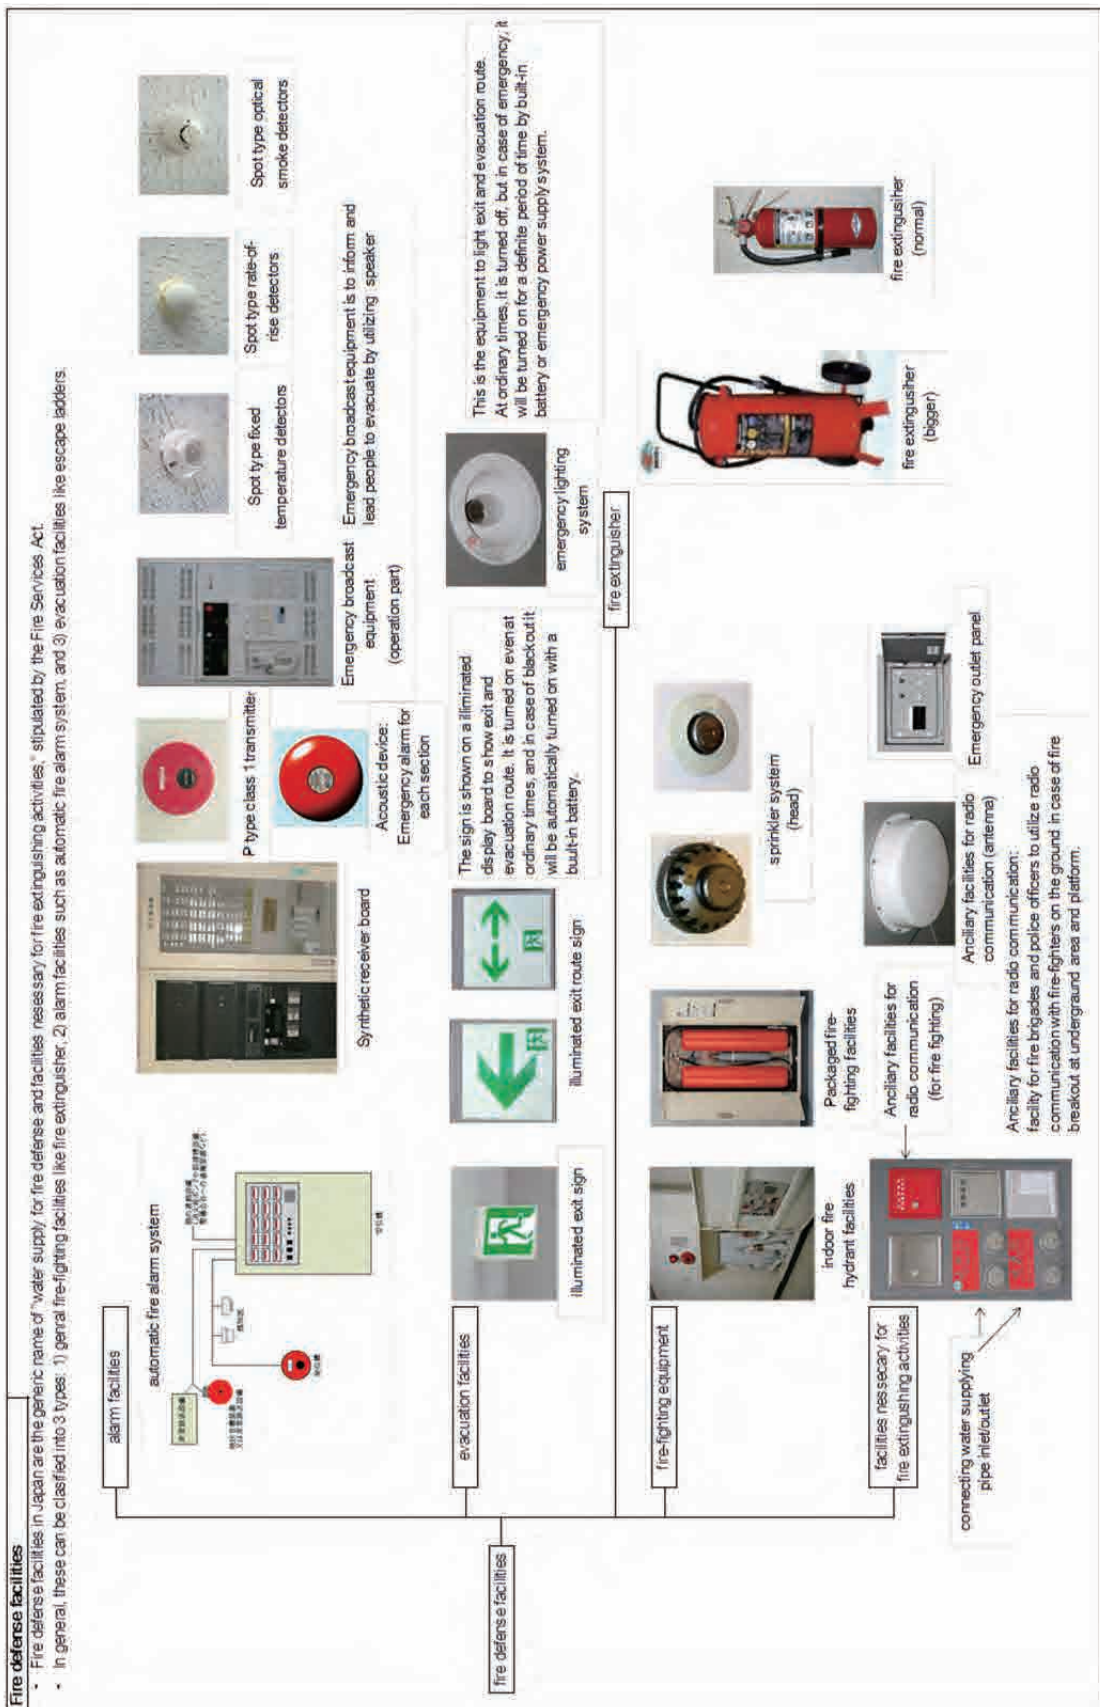 Fire defense facilities
- Fire defense facilities in Japan are the generic name of "water supply for fire defense and facilities nessesary for fire extinguishing activities," stipulated by the Fire Services Act.
- In general, these can be clasified into 3 types: 1) genral fire-fighting facilities like fire extinguisher, 2) alarm facilities such as automatic fire alarm system, and 3) evacuation facilities like escape ladders.
fire defense facilities
alarm facilities
automatic fire alarm system
Synthetic receiver board
P type class 1 transmitter
Acoustic device:
Emergency alarm for
each section
Emergency broadcast
equipment
(operation part)
Emergency broadcast equipment is to inform and
lead people to evacuate by utilizing speaker
Spot type fixed
temperature detectors
Spot type rate-of-
rise detectors
Spot type optical
smoke detectors
evacuation facilities
illuminated exit sign
illuminated exit route sign
The sign is shown on a illuminated
display board to show exit and
evacuation route. It is turned on even at
ordinary times, and in case of blackout it
will be automatically turned on with a
buult-in battery.
emergency lighting
system
This is the equipment to light exit and evacuation route.
At ordinary times, it is turned off, but in case of emergency, it
will be turned on for a definite period of time by built-in
battery or emergency power supply system.
fire extinguisher
fire extingusiher
(bigger)
fire extingusiher
(normal)
fire-fighting equipment
indoor fire-
hydrant facilities
Packaged fire-
fighting facilities
sprinkler system
(head)
facilities nessecary for
fire extingushing activities
connecting water supplying
pipe inlet/outlet
Ancillary facilities for
radio communication
(for fire fighting)
Ancillary facilities for radio
communication (antenna)
Emergency outlet panel
Anciliary facilities for radio communication:
facility for fire brigades and police officers to utilize radio
communication with fire-fighters on the ground in case of fire
breakout at underground area and platform.